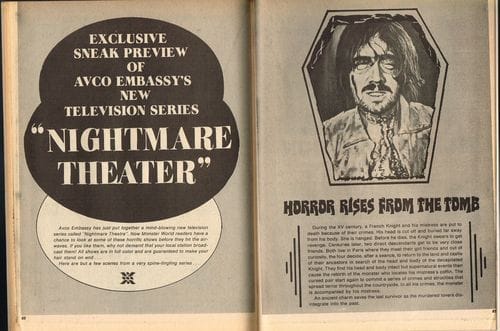 EXCLUSIVE
SNEAK PREVIEW
OF
AVCO EMBASSY'S
NEW
TELEVISION SERIES
"NIGHTMARE
THEATER"
Avco Embassy has just put together a mind-blowing new television
series called "Nightmare Theatre". New Monster World readers have a
chance to look at some of these horrific shows before they hit the air-
waves. If you like them, why not demand that your local station broad-
cast them! All shows are in full color and are guaranteed to make your
hair stand on end.
Here are but a few scenes from a very spine-tingling series
HORROR RISES FROM THE TOMB
During the XV century, a French Knight and his mistress are put to
death because of their crimes. His head is cut off and buried far away
from his body. She is hanged. Before he dies, the Knight swears to get
revenge. Centuries later, two direct descendants get to be very close
friends. Both live in Paris where they meet their girl friends and out of
curiosity, the four decide, after a seance, to return to the land and castle
of their ancestors in search of the head and body of the decapitated
Knight. They find his head and body intact but supernatural events then
cause the rebirth of the monster who locates his mistress's coffin. The
cursed pair start again to commit a series of crimes and atrocities that
spread terror throughout the countryside. In all his crimes, the monster
is accompanied by his mistress.
An ancient charm saves the last survivor as the murdered lovers dis-
integrate into the past.